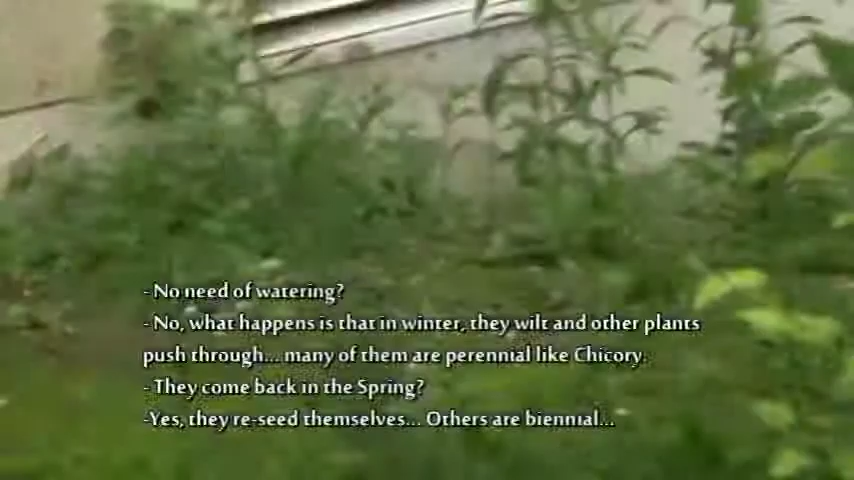 - No need of watering?
- No, what happens is that in winter, they wilt and other plants
push through... many of them are perennial like Chicory.
- They come back in the Spring?
-Yes, they re-seed themselves... Others are biennial...